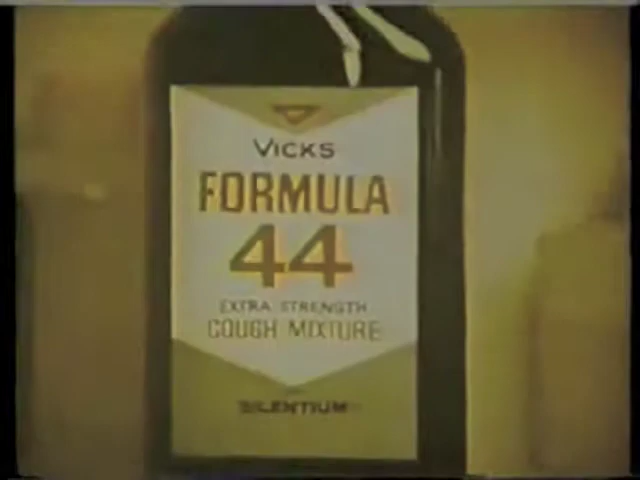 VICKS
FORMULA
44
EXTRA STRENGTH
COUGH MIXTURE
SILENTIUM